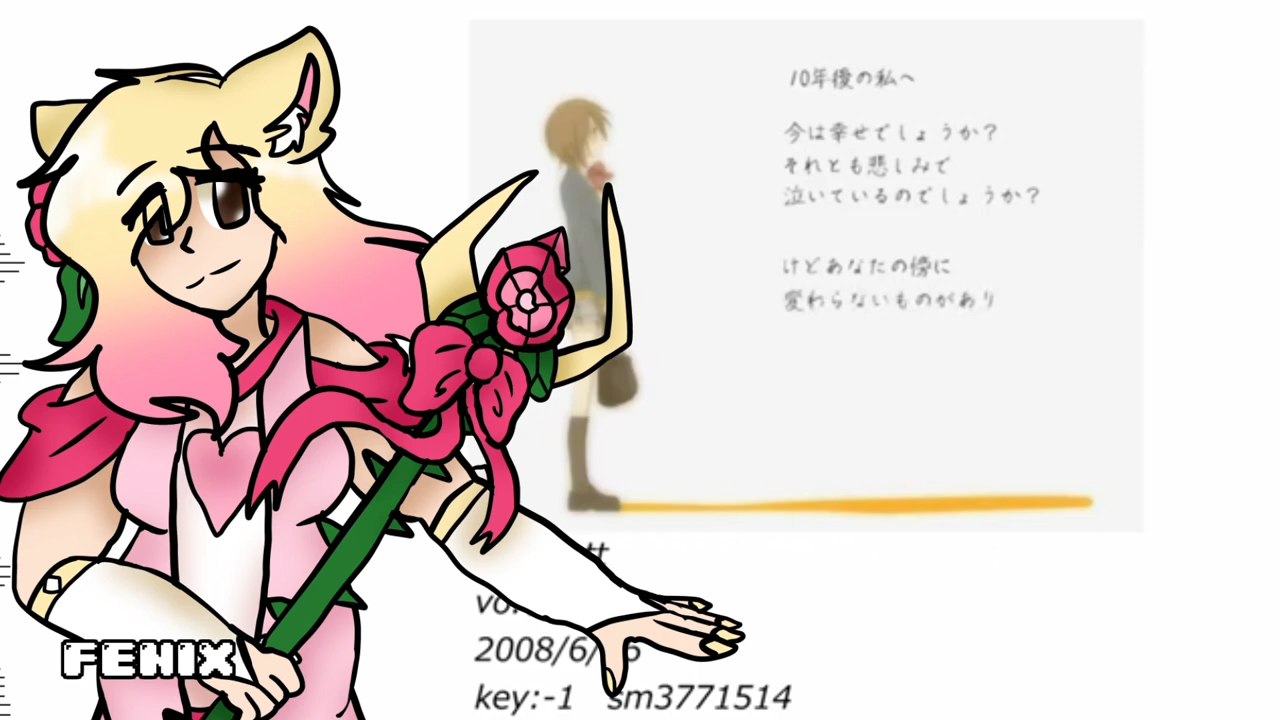 10年後の私へ
今は幸せでしょうか？
それとも悲しみで
泣いているのでしょうか？
けどあなたの傍に
変わらないものがあり
FENIX
key:-1 sm3771514